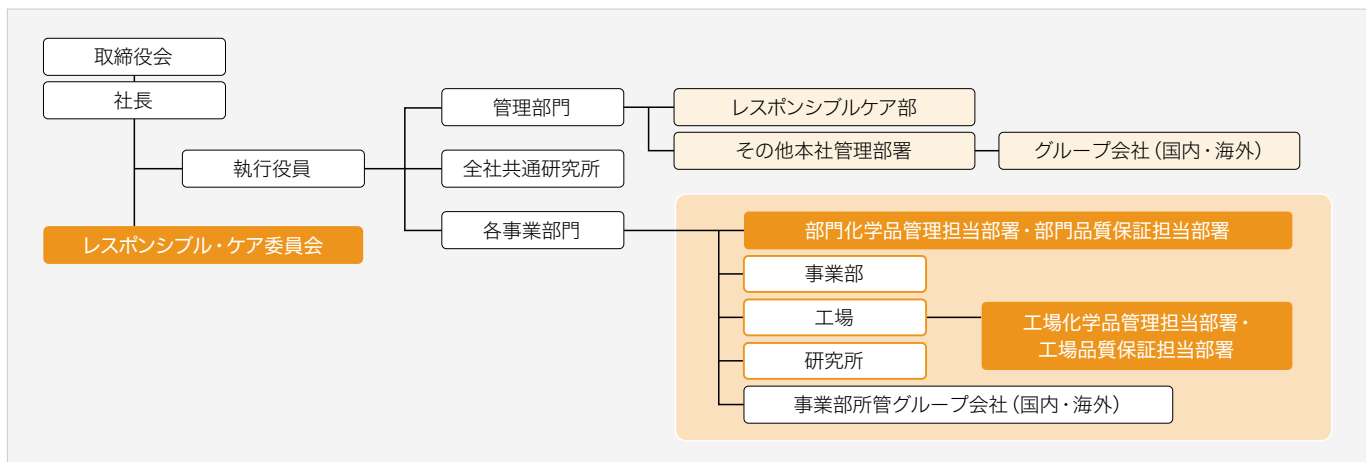 取締役会
社長
執行役員
レスポンシブル・ケア委員会
管理部門
全社共通研究所
各事業部門
レスポンシブルケア部
その他本社管理部署
グループ会社（国内・海外）
部門化学品管理担当部署・部門品質保証担当部署
事業部
工場
研究所
事業部所管グループ会社（国内・海外）
工場化学品管理担当部署・
工場品質保証担当部署